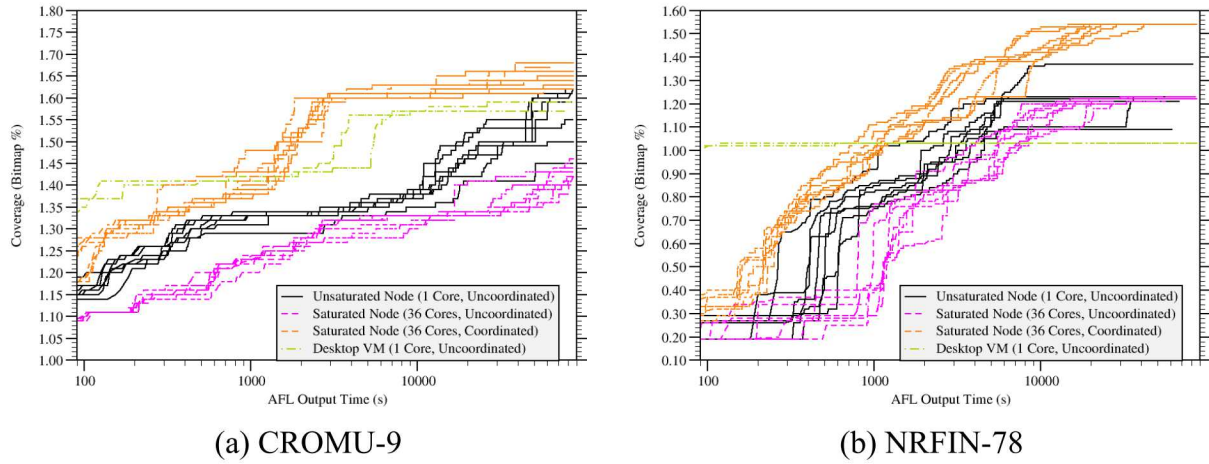 1.80
1.75
1.70
1.65
1.60
1.55
1.50
1.45
1.40
1.35
1.30
1.25
1.20
1.15
1.10
1.05
1.00
Coverage (Bitmap %)
Unsaturated Node (1 Core, Uncoordinated)
Saturated Node (36 Cores, Uncoordinated)
Saturated Node (36 Cores, Coordinated)
Desktop VM (1 Core, Uncoordinated)
100 1000 10000
AFL Output Time (s)
(a) CROMU-9
1.60
1.50
1.40
1.30
1.20
1.10
1.00
0.90
0.80
0.70
0.60
0.50
0.40
0.30
0.20
0.10
Coverage (Bitmap %)
Unsaturated Node (1 Core, Uncoordinated)
Saturated Node (36 Cores, Uncoordinated)
Saturated Node (36 Cores, Coordinated)
Desktop VM (1 Core, Uncoordinated)
100 1000 10000
AFL Output Time (s)
(b) NRFIN-78